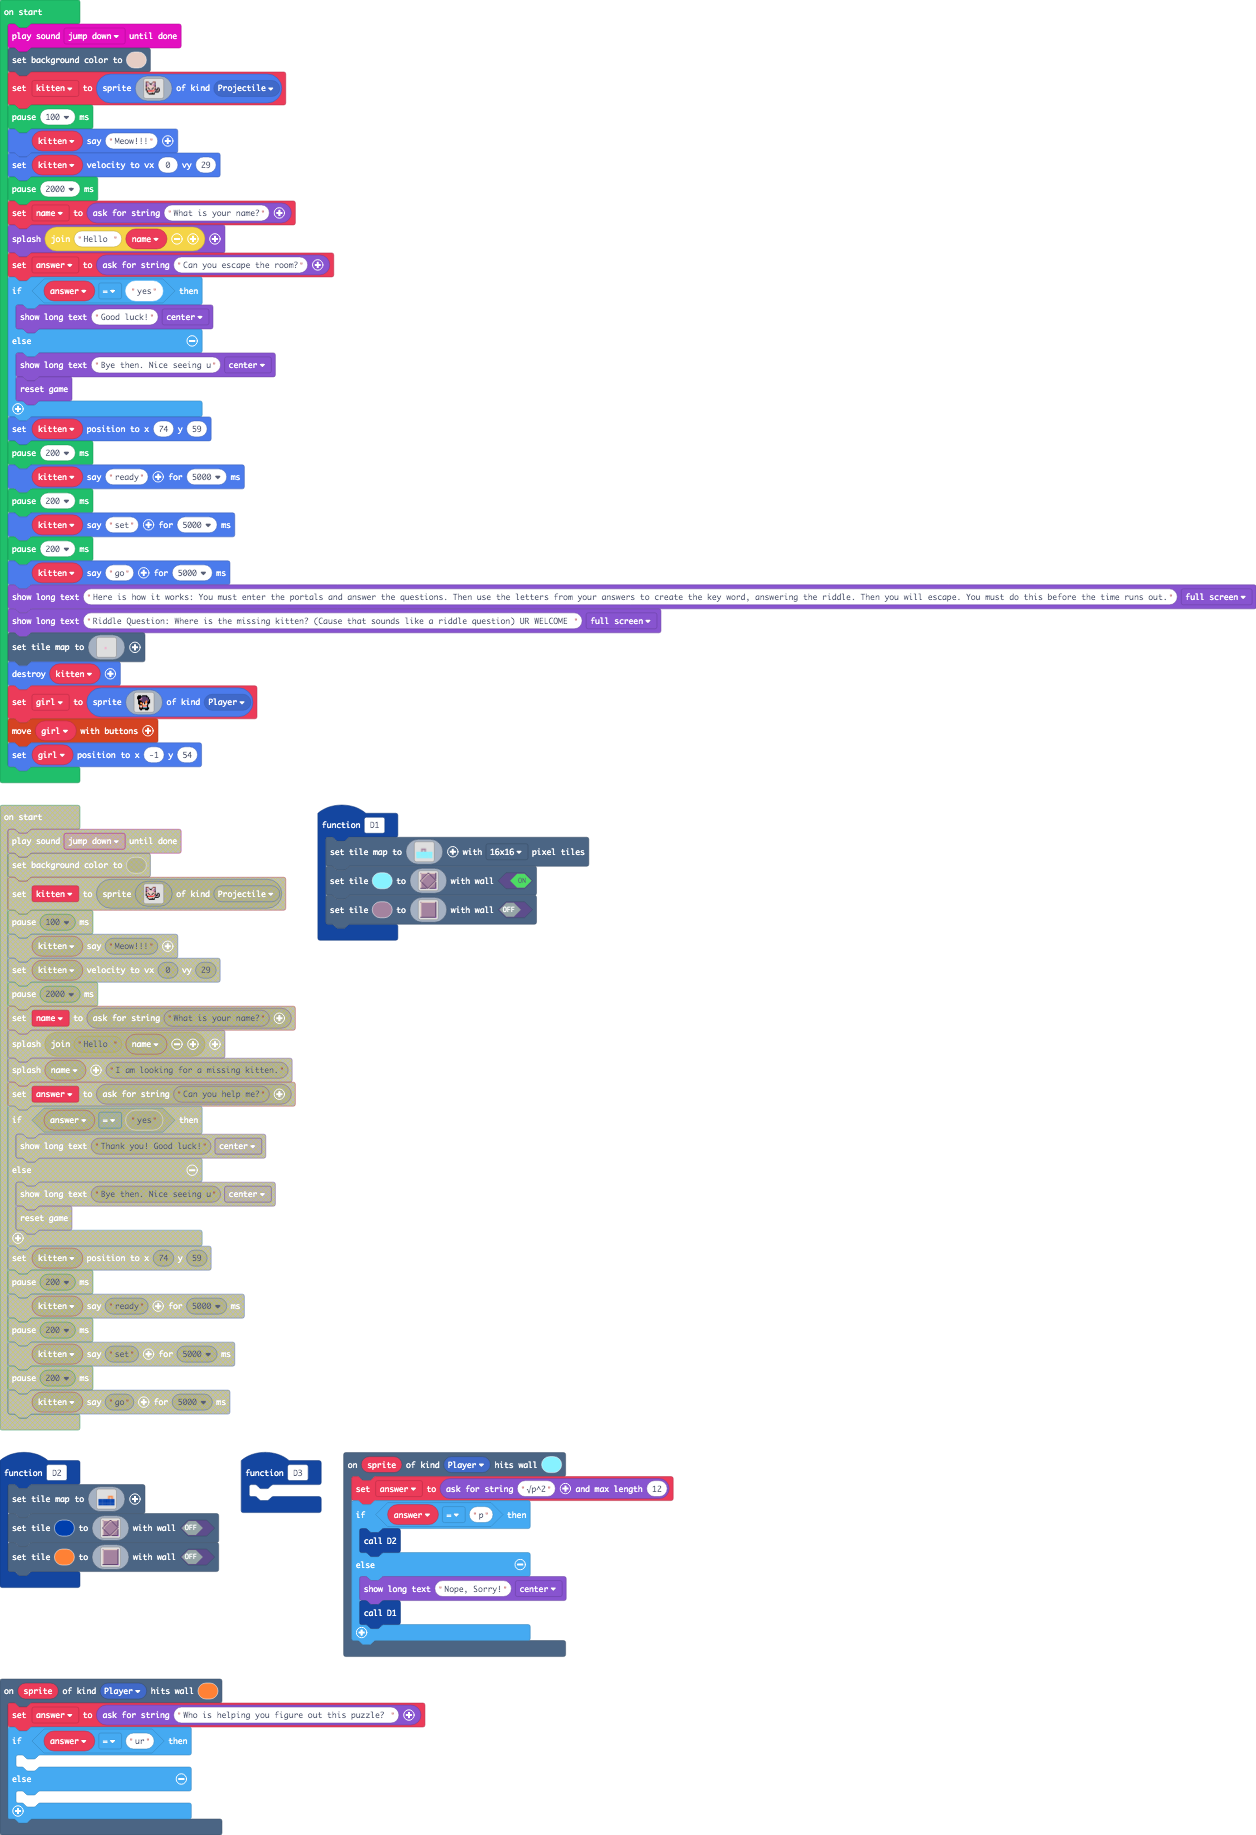 on start
play sound jump down until done
set background color to
set kitten to sprite of kind Projectile
pause 100 ms
kitten say "Meow!!!"
set kitten velocity to vx 0 vy 29
pause 2000 ms
set name to ask for string "What is your name?"
splash join "Hello " name
set answer to ask for string "Can you escape the room?"
if answer = "yes" then
show long text "Good luck!" center
else
show long text "Bye then. Nice seeing u" center
reset game
set kitten position to x 74 y 59
pause 200 ms
kitten say "ready" for 5000 ms
pause 200 ms
kitten say "set" for 5000 ms
pause 200 ms
kitten say "go" for 5000 ms
show long text "Here is how it works: You must enter the portals and answer the questions. Then use the letters from your answers to create the key word, answering the riddle. Then you will escape. You must do this before the time runs out." full screen
show long text "Riddle Question: Where is the missing kitten? (Cause that sounds like a riddle question) UR WELCOME " full screen
set tile map to
destroy kitten
set girl to sprite of kind Player
move girl with buttons
set girl position to x -1 y 54
on start
play sound jump down until done
set background color to
set kitten to sprite of kind Projectile
pause 100 ms
kitten say "Meow!!!"
set kitten velocity to vx 0 vy 29
pause 2000 ms
set name to ask for string "What is your name?"
splash join "Hello " name
splash name "I am looking for a missing kitten."
set answer to ask for string "Can you help me?"
if answer = "yes" then
show long text "Thank you! Good luck!" center
else
show long text "Bye then. Nice seeing u" center
reset game
set kitten position to x 74 y 59
pause 200 ms
kitten say "ready" for 5000 ms
pause 200 ms
kitten say "set" for 5000 ms
pause 200 ms
kitten say "go" for 5000 ms
function D1
set tile map to with 16x16 pixel tiles
set tile to with wall ON
set tile to with wall OFF
function D2
set tile map to
set tile to with wall OFF
set tile to with wall OFF
function D3
on sprite of kind Player hits wall
set answer to ask for string "√p^2" and max length 12
if answer = "p" then
call D2
else
show long text "Nope, Sorry!" center
call D1
on sprite of kind Player hits wall
set answer to ask for string "Who is helping you figure out this puzzle? "
if answer = "ur" then
else